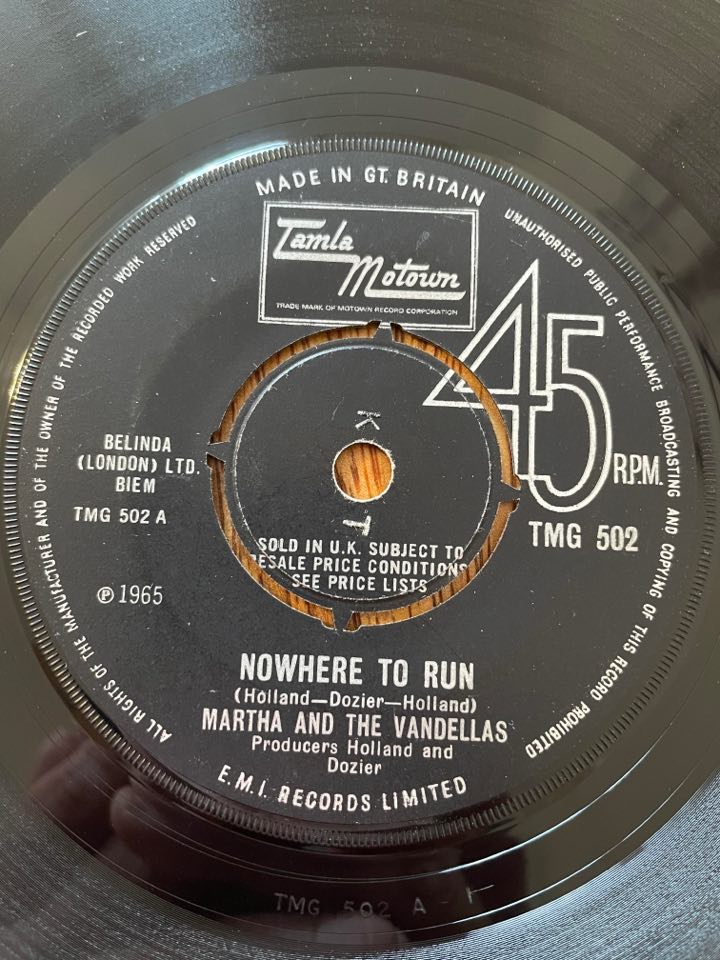 MADE IN GT. BRITAIN
Tamla
Motown
TRADE MARK OF MOTOWN RECORD CORPORATION
UNAUTHORISED PUBLIC PERFORMANCE BROADCASTING AND COPYING OF THIS RECORD PROHIBITED
ALL RIGHTS OF THE MANUFACTURER AND OF THE OWNER OF THE RECORDED WORK RESERVED
45 R.P.M.
K
T
BELINDA
(LONDON) LTD.
BIEM
TMG 502 A
TMG 502
SOLD IN U.K. SUBJECT TO
RESALE PRICE CONDITIONS
SEE PRICE LISTS
℗ 1965
NOWHERE TO RUN
(Holland—Dozier—Holland)
MARTHA AND THE VANDELLAS
Producers Holland and
Dozier
E.M.I. RECORDS LIMITED
TMG 502 A